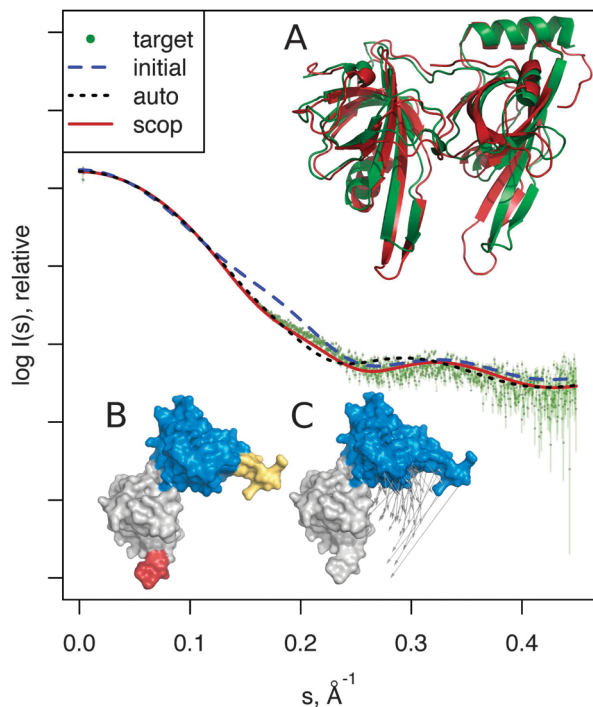 target
initial
auto
scop
A
log I(s), relative
B
C
0.0 0.1 0.2 0.3 0.4
s, Å⁻¹